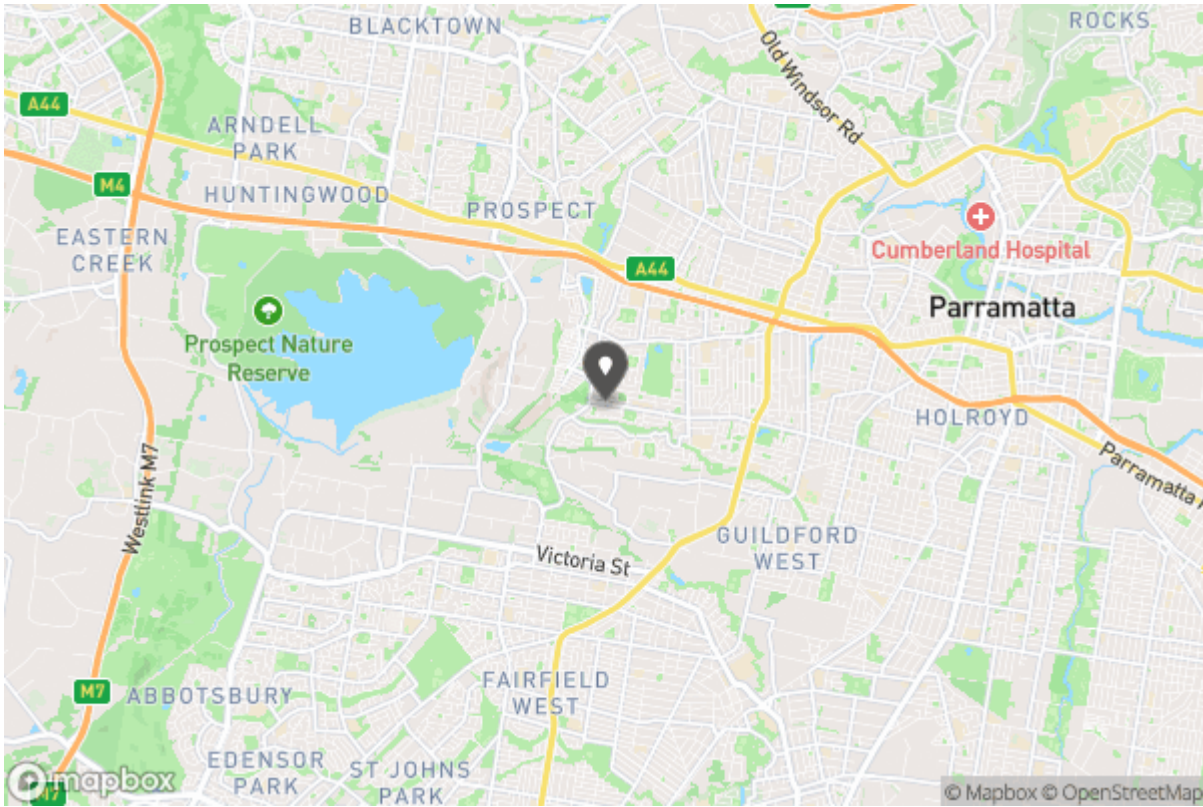 BLACKTOWN
ROCKS
Old Windsor Rd
A44
ARNDELL
PARK
M4
HUNTINGWOOD
PROSPECT
EASTERN
CREEK
Cumberland Hospital
A44
Parramatta
Prospect Nature
Reserve
HOLROYD
Parramatta
Westlink M7
GUILDFORD
WEST
Victoria St
FAIRFIELD
WEST
M7
ABBOTSBURY
EDENSOR
PARK
ST JOHNS
PARK
M7
mapbox
© Mapbox © OpenStreetMap